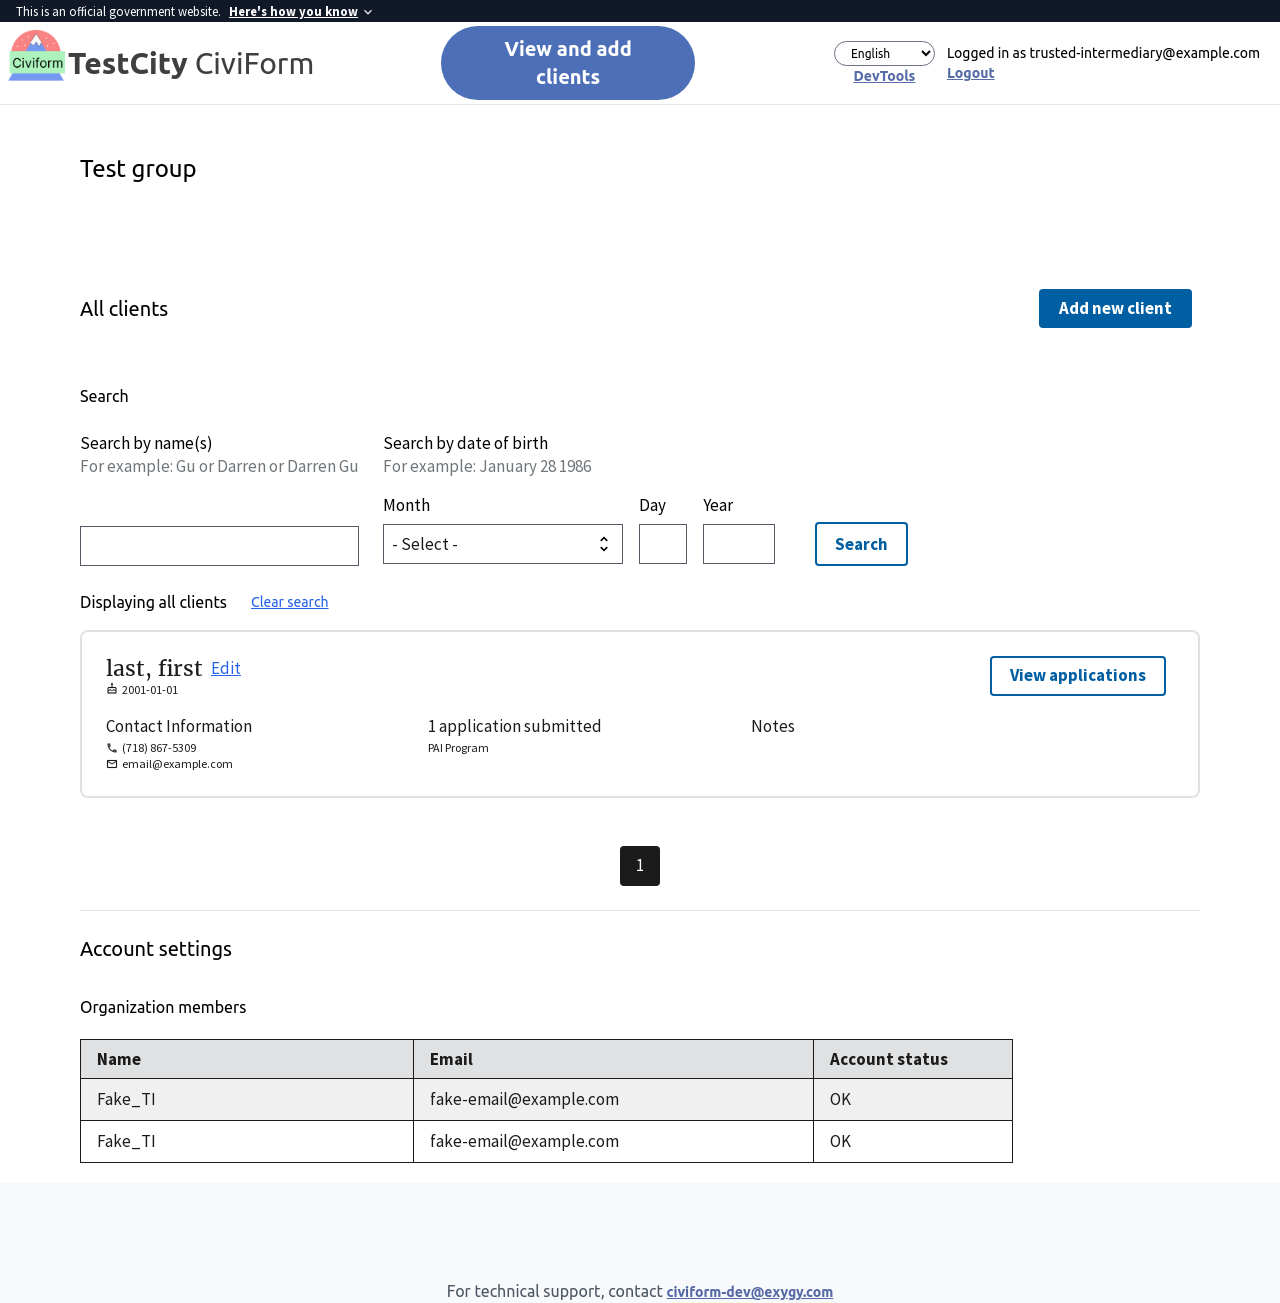 This is an official government website. Here's how you know
Civiform
TestCity CiviForm
View and add
clients
English
DevTools
Logged in as trusted-intermediary@example.com
Logout
Test group
All clients
Add new client
Search
Search by name(s)
For example: Gu or Darren or Darren Gu
Search by date of birth
For example: January 28 1986
Month
Day
Year
- Select -
Search
Displaying all clients
Clear search
last, first Edit
2001-01-01
View applications
Contact Information
(718) 867-5309
email@example.com
1 application submitted
PAI Program
Notes
1
Account settings
Organization members
Name Email Account status
Fake_TI fake-email@example.com OK
Fake_TI fake-email@example.com OK
For technical support, contact civiform-dev@exygy.com